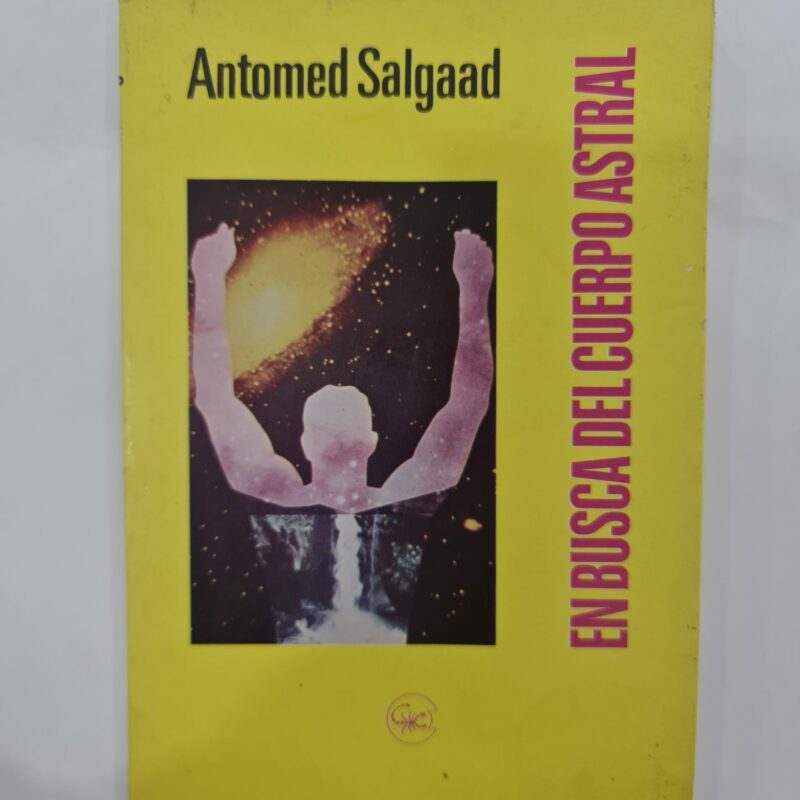 Antomed Salgaad
EN BUSCA DEL CUERPO ASTRAL